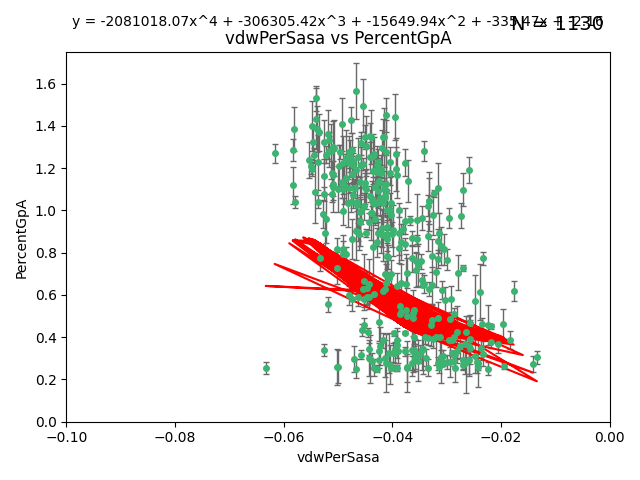 y = -2081018.07x^4 + -306305.42x^3 + -15649.94x^2 + -335.47x + -2.16
N = 1130
vdwPerSasa vs PercentGpA
PercentGpA
1.6
1.4
1.2
1.0
0.8
0.6
0.4
0.2
0.0
−0.10 −0.08 −0.06 −0.04 −0.02 0.00
vdwPerSasa